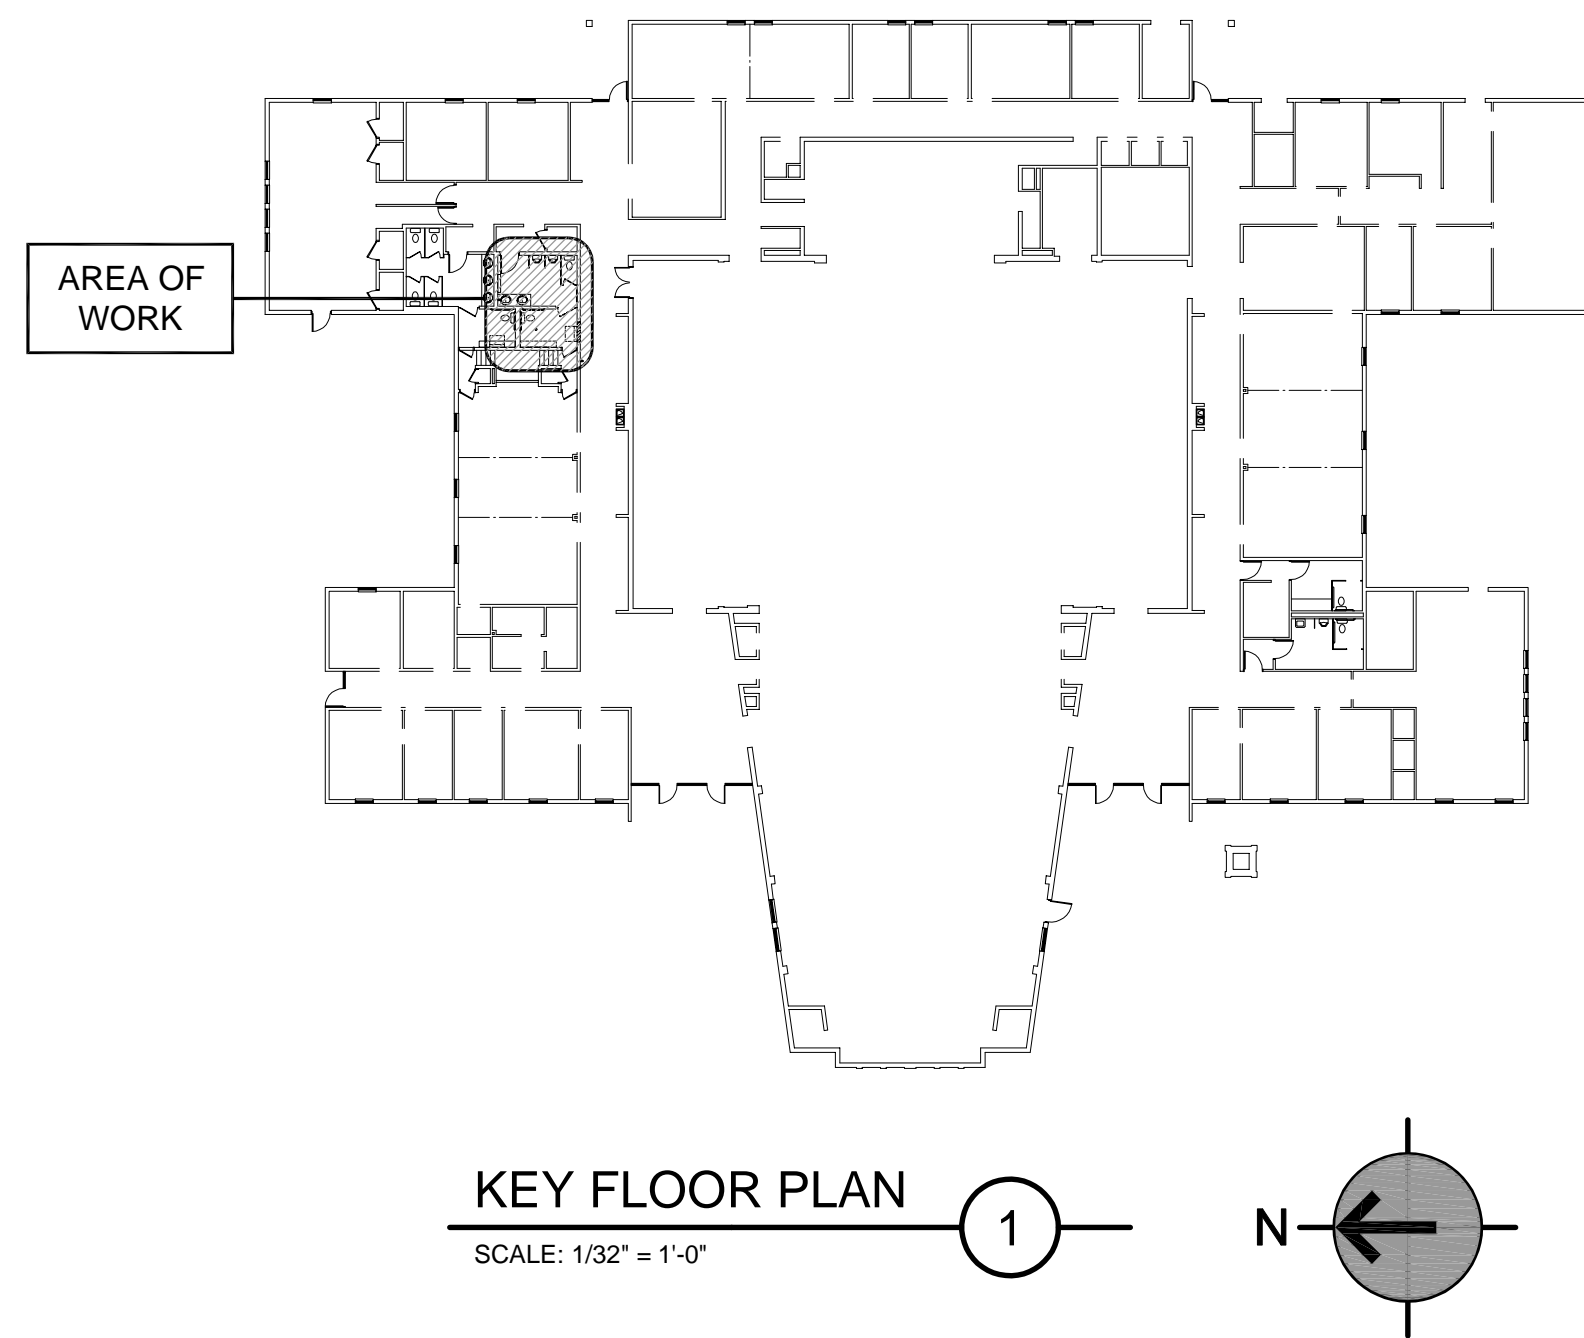 AREA OF
WORK
KEY FLOOR PLAN
1
SCALE: 1/32" = 1'-0"
N